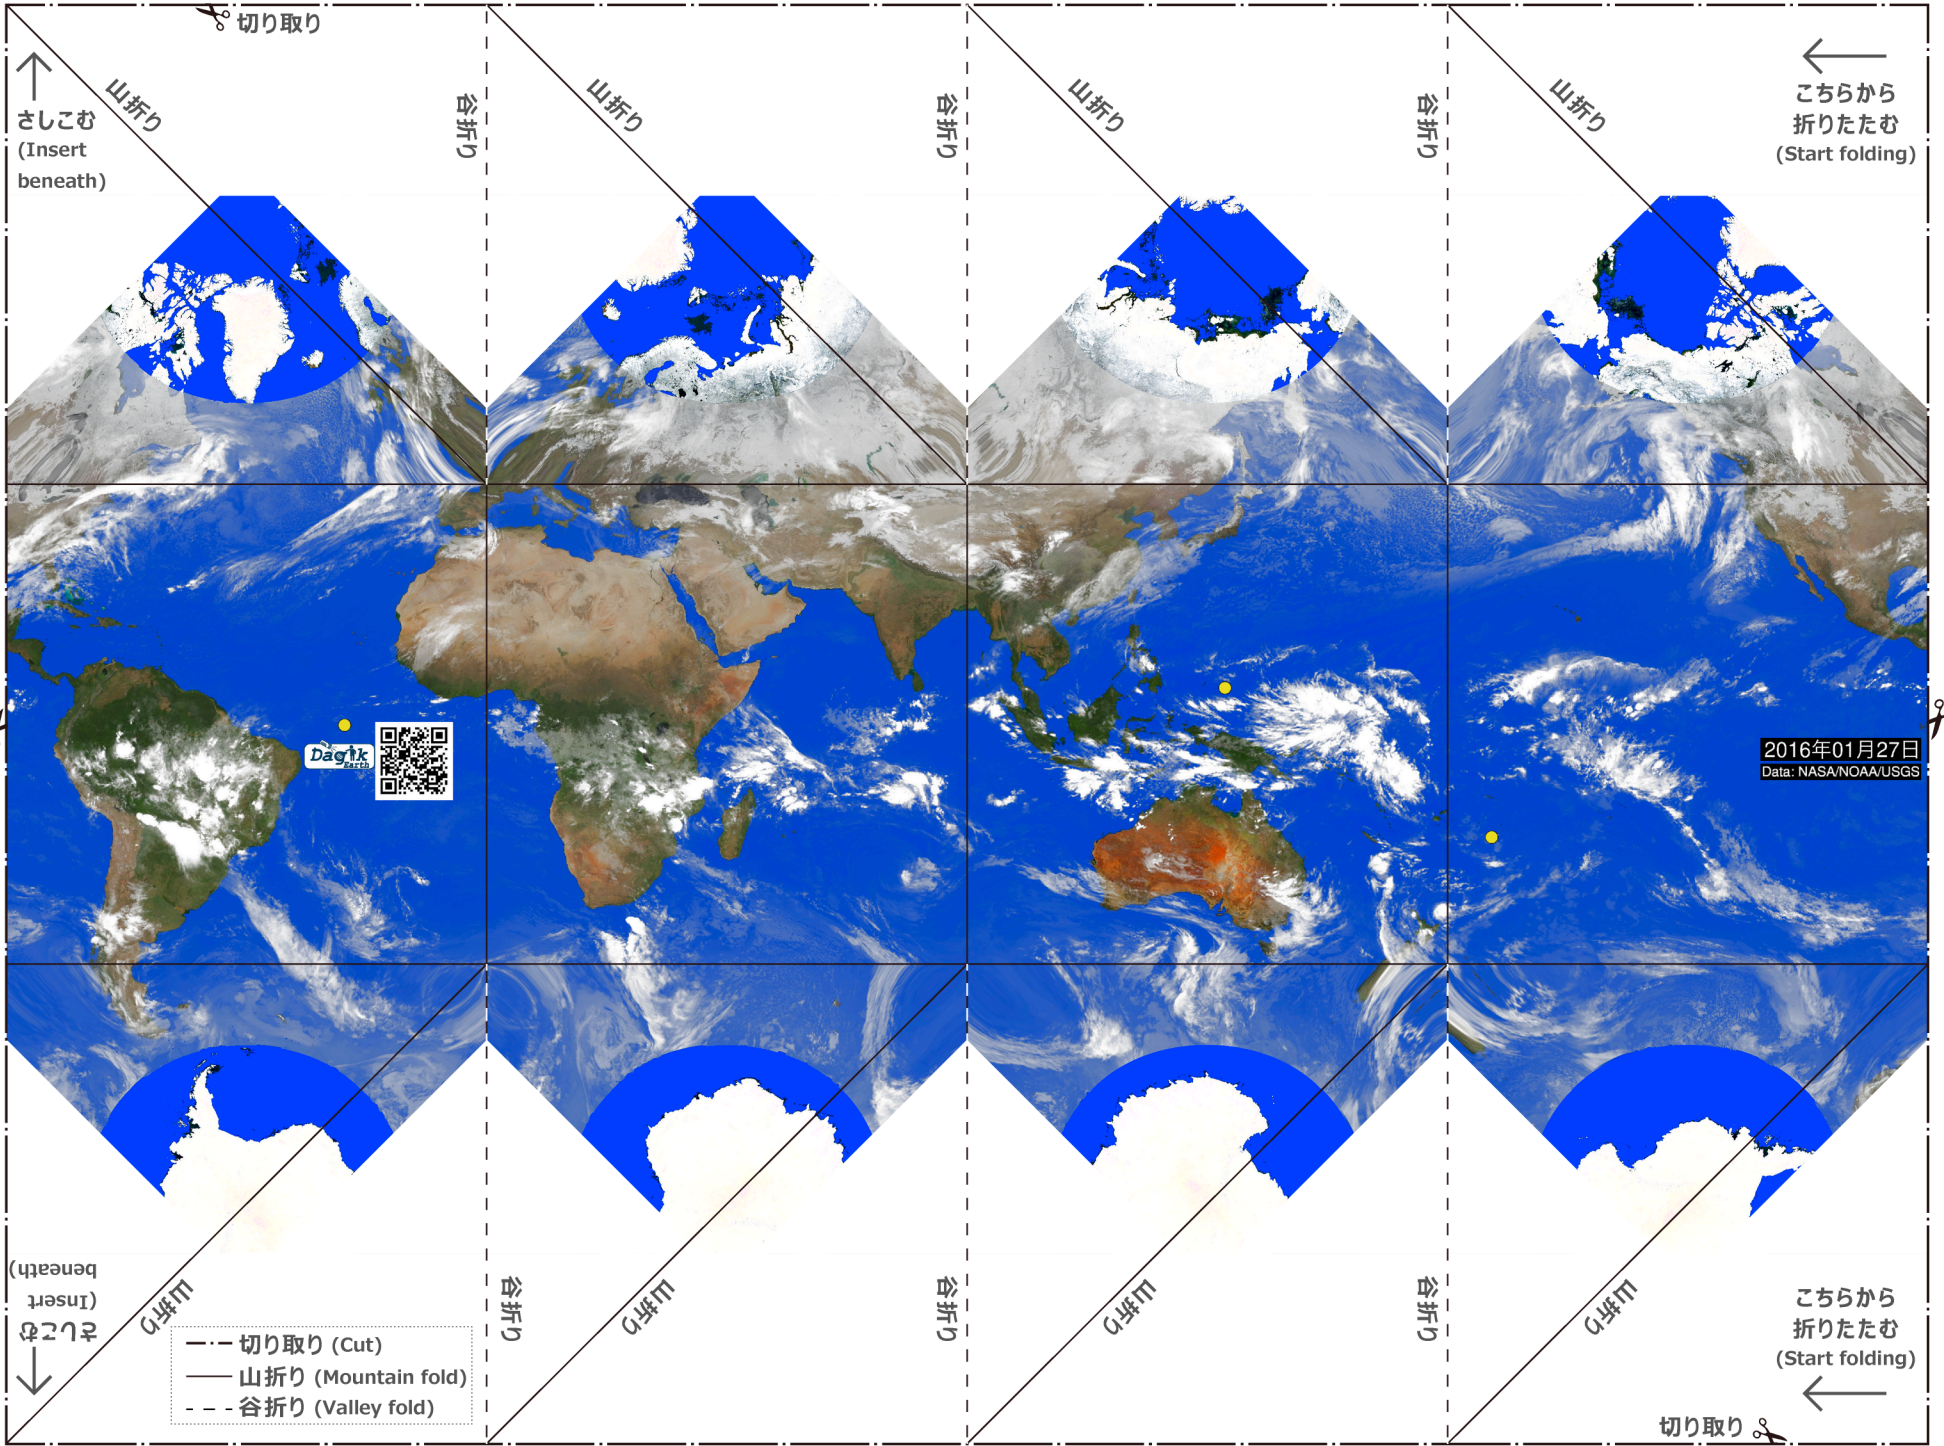 切り取り
さしこむ
(Insert
beneath)
山折り
谷折り
山折り
谷折り
山折り
谷折り
山折り
こちらから
折りたたむ
(Start folding)
Dagik
Earth
2016年01月27日
Data: NASA/NOAA/USGS
さしこむ
(Insert
beneath)
山折り
谷折り
山折り
谷折り
山折り
谷折り
山折り
切り取り (Cut)
山折り (Mountain fold)
谷折り (Valley fold)
こちらから
折りたたむ
(Start folding)
切り取り